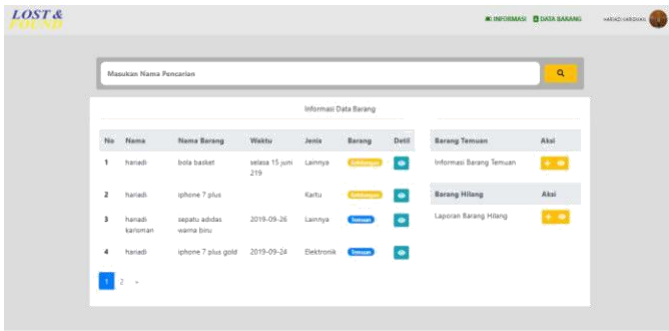 LOST &
FOUND
INFORMASI DATA BARANG
Masukan Nama Pencarian
Informasi Data Barang
No Nama Nama Barang Waktu Jenis Barang Detil
1 hariadi bola basket selasa 15 juni 219 Lainnya
2 hariadi iphone 7 plus Kartu
3 hariadi karisman sepatu adidas warna biru 2019-09-26 Lainnya Temuan
4 hariadi iphone 7 plus gold 2019-09-24 Elektronik Temuan
1 2 »
Barang Temuan Aksi
Informasi Barang Temuan
Barang Hilang Aksi
Laporan Barang Hilang